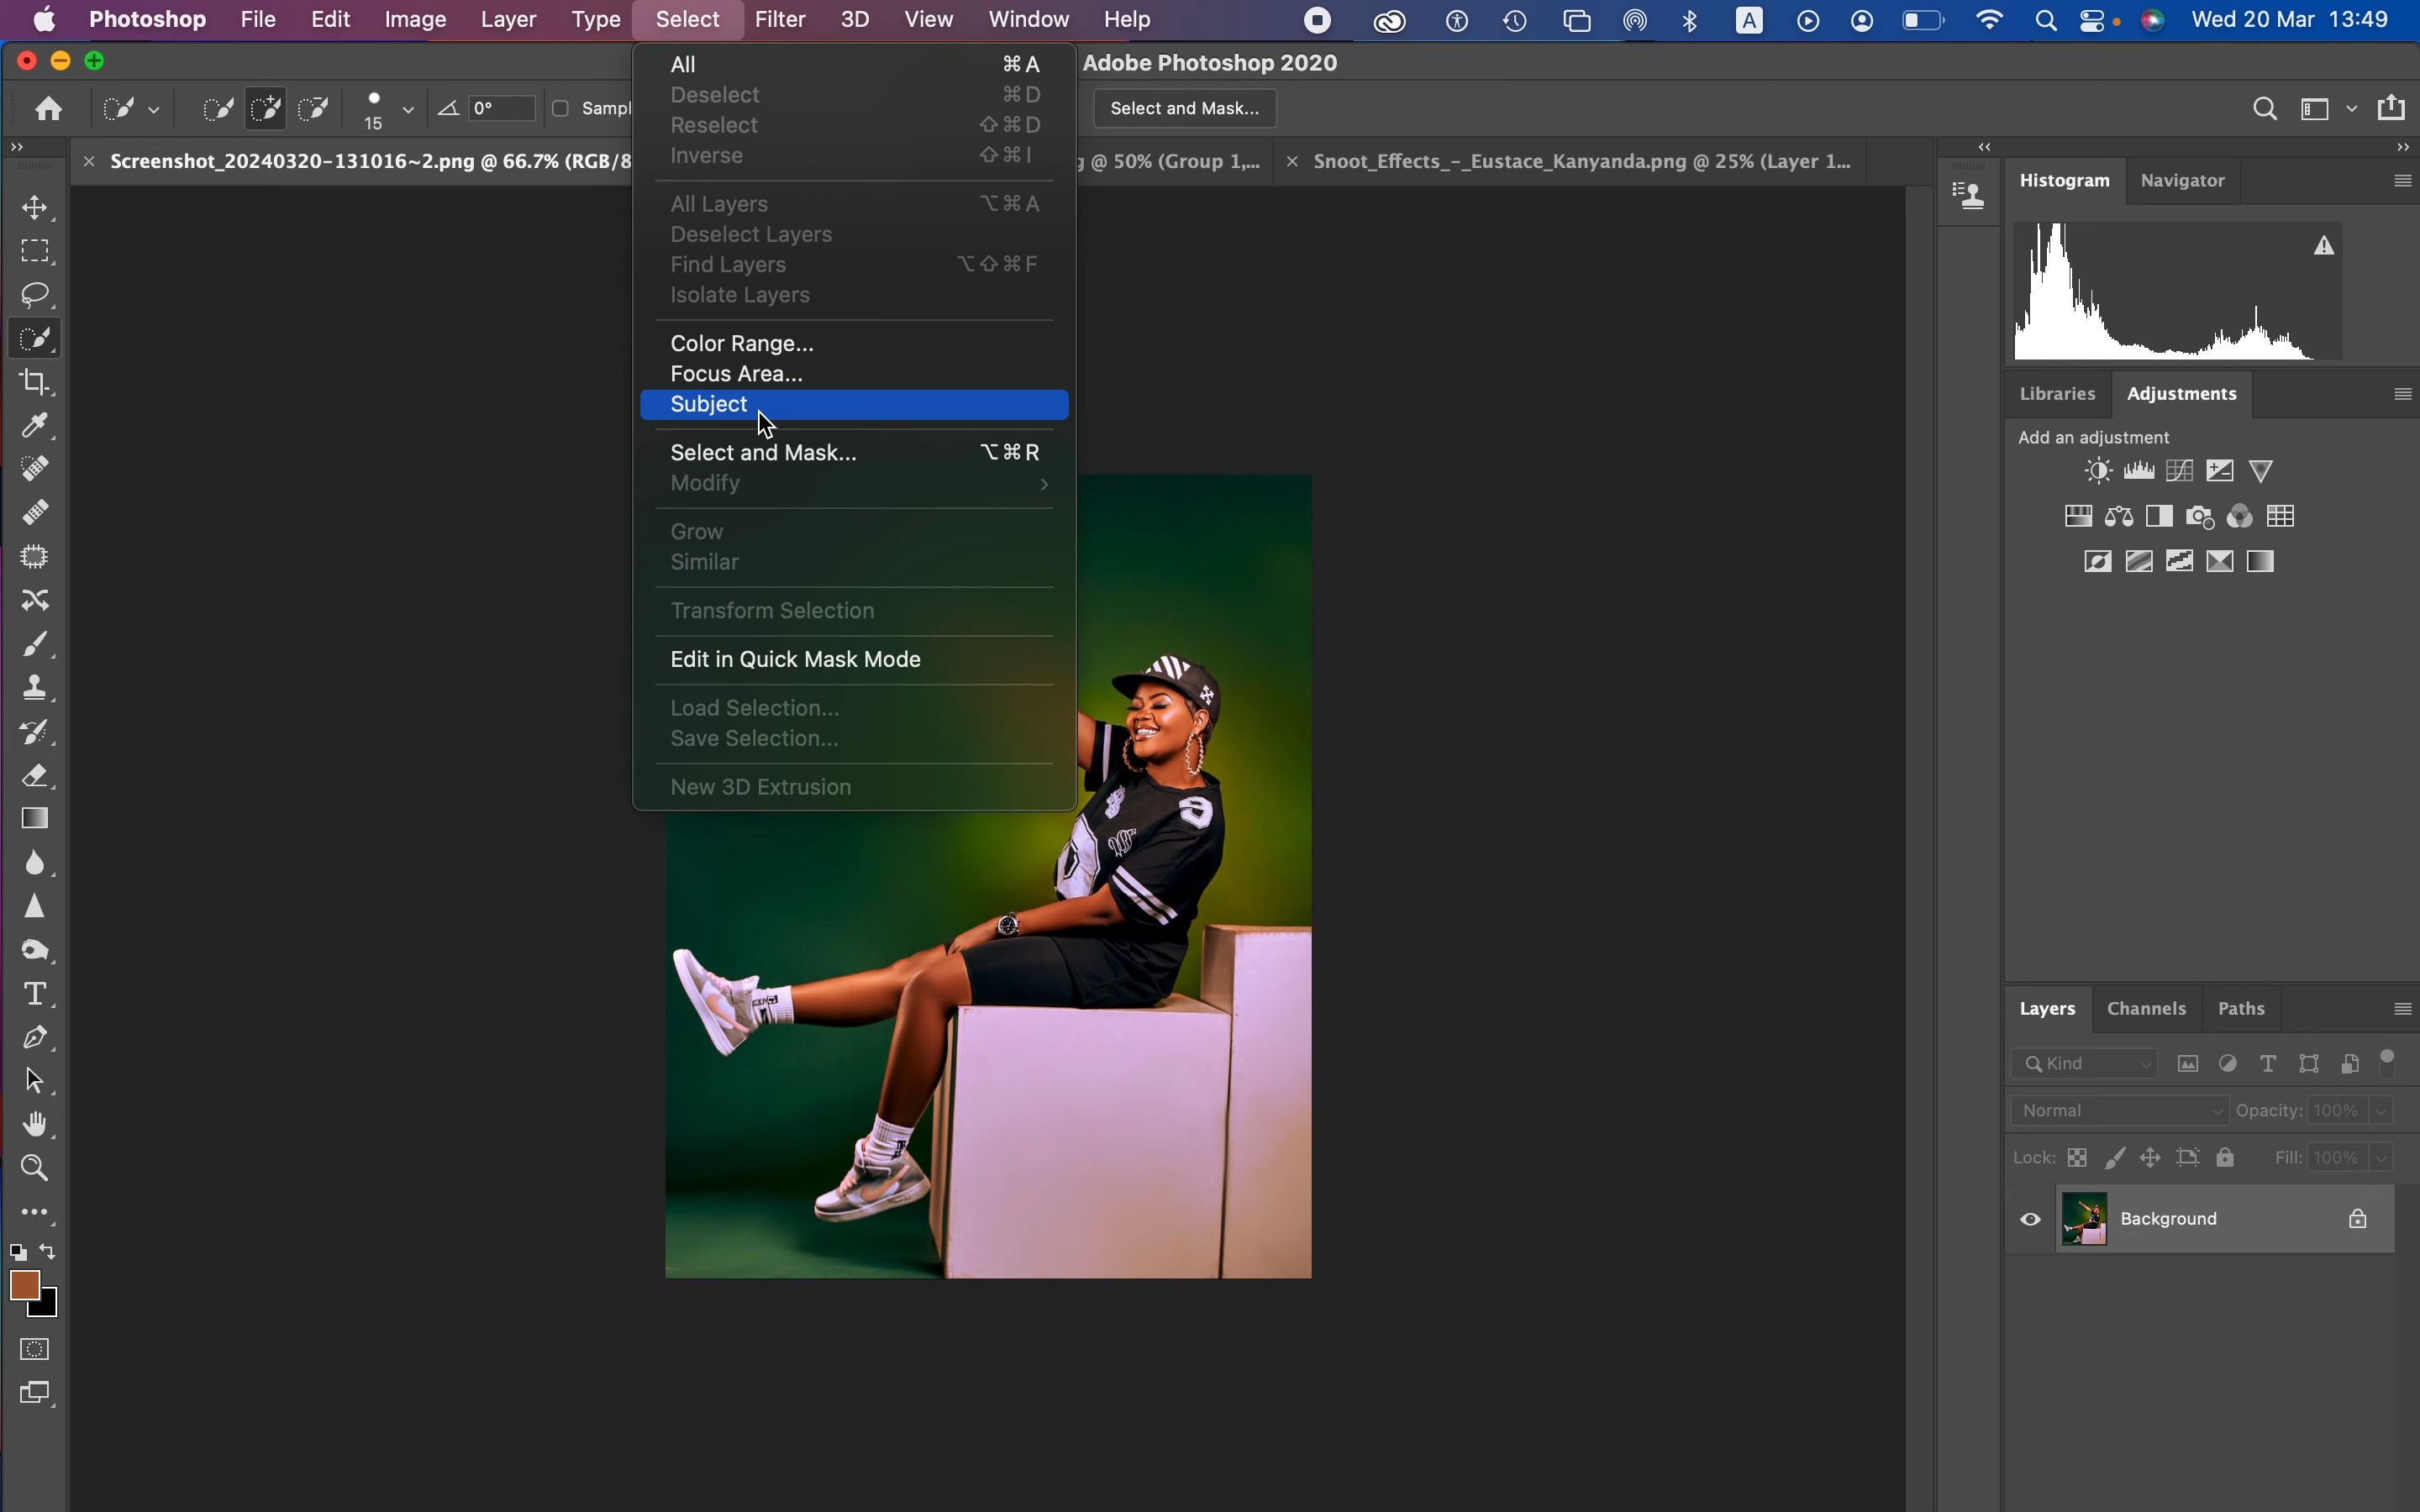 Photoshop File Edit Image Layer Type Select Filter 3D View Window Help A Wed 20 Mar 13:49
Adobe Photoshop 2020
15 0° Sampl Select and Mask...
× Screenshot_20240320-131016~2.png @ 66.7% (RGB/8 g @ 50% (Group 1,... × Snoot_Effects_-_Eustace_Kanyanda.png @ 25% (Layer 1...
All ⌘A
Deselect ⌘D
Reselect ⇧⌘D
Inverse ⇧⌘I
All Layers ⌥⌘A
Deselect Layers
Find Layers ⌥⇧⌘F
Isolate Layers
Color Range...
Focus Area...
Subject
Select and Mask... ⌥⌘R
Modify >
Grow
Similar
Transform Selection
Edit in Quick Mask Mode
Load Selection...
Save Selection...
New 3D Extrusion
Histogram Navigator
Libraries Adjustments
Add an adjustment
Layers Channels Paths
Kind
Normal Opacity: 100%
Lock: Fill: 100%
Background